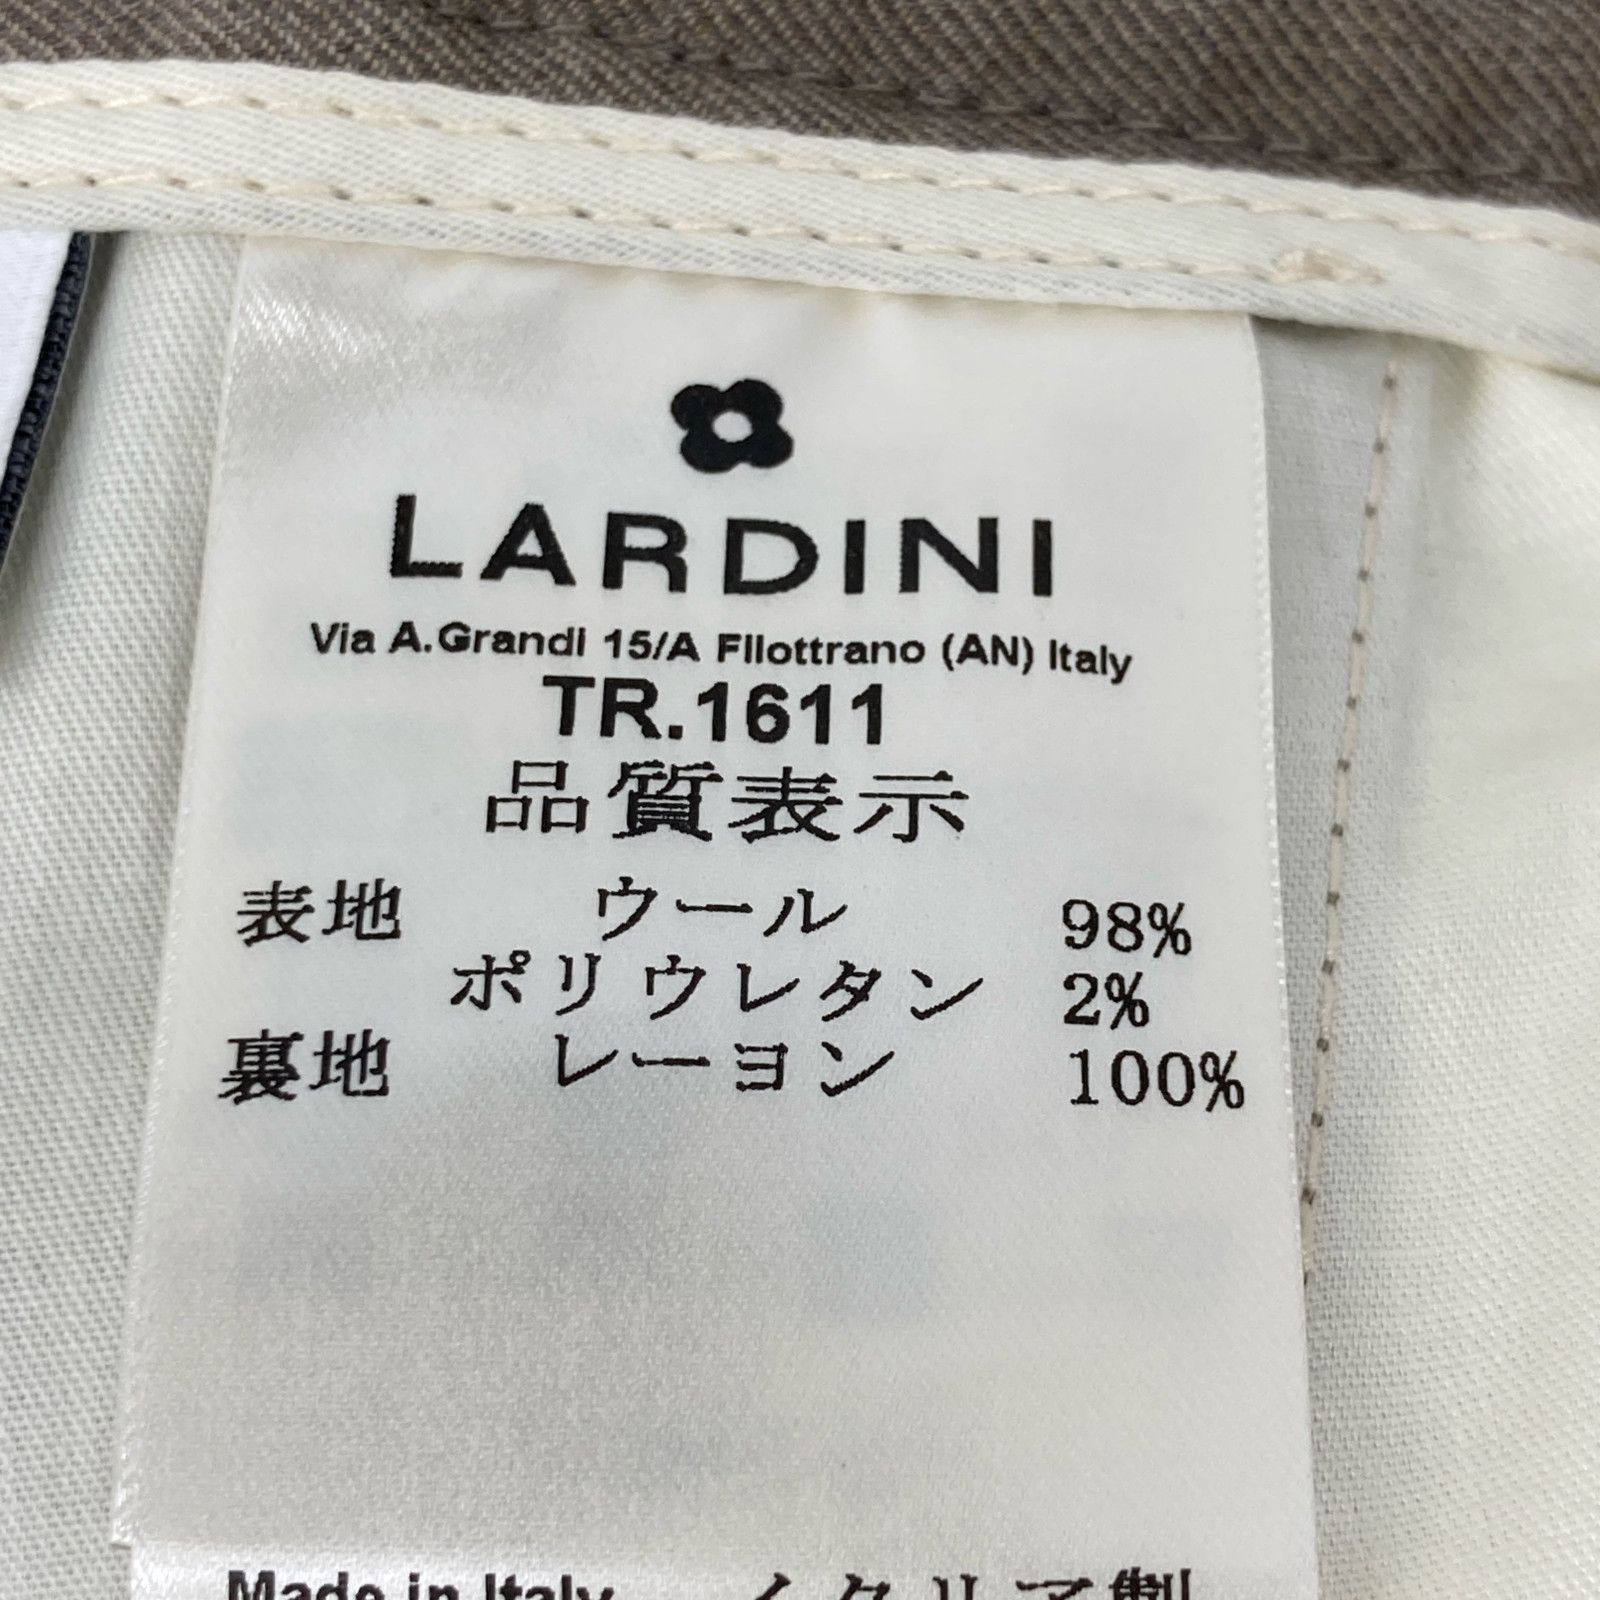 LARDINI
Via A.Grandi 15/A Filottrano (AN) Italy
TR.1611
品質表示
表地 ウール 98%
ポリウレタン 2%
裏地 レーヨン 100%
Made in Italy イタリア製